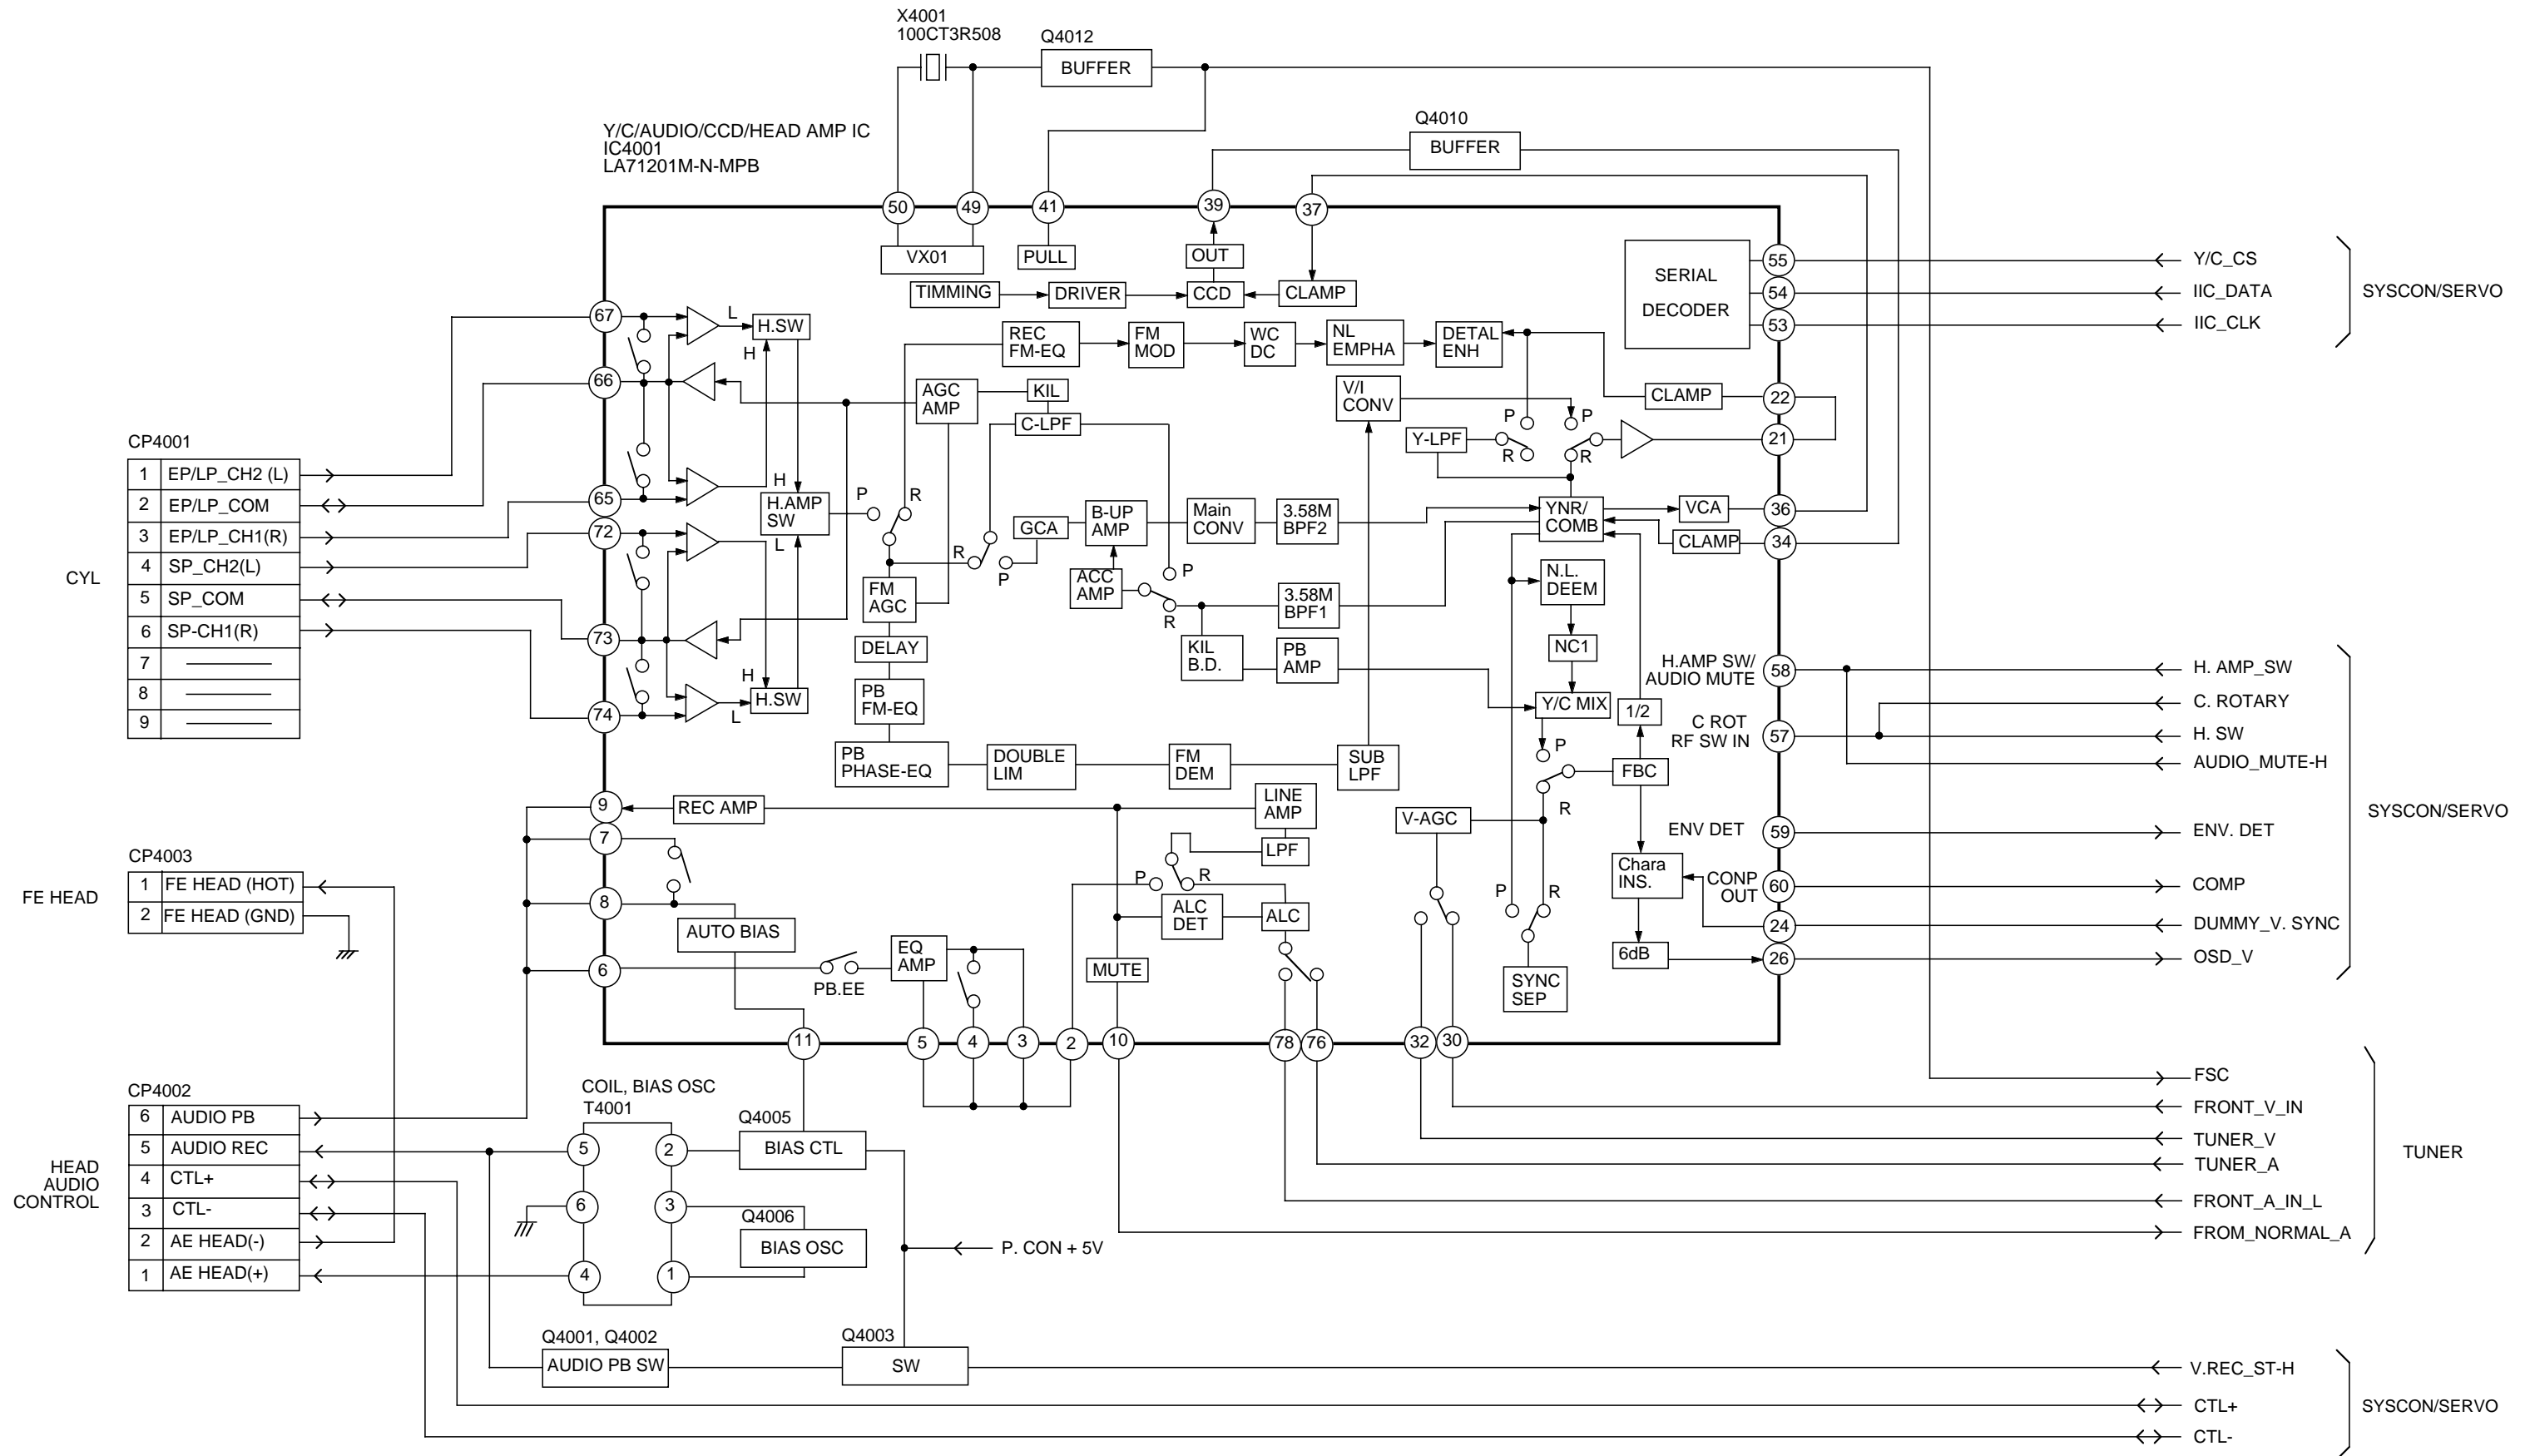 X4001
100CT3R508
Q4012
BUFFER
Q4010
BUFFER
Y/C/AUDIO/CCD/HEAD AMP IC
IC4001
LA71201M-N-MPB
50
49
41
39
37
VX01
PULL
OUT
TIMMING
DRIVER
CCD
CLAMP
SERIAL
DECODER
55
54
53
Y/C_CS
IIC_DATA
IIC_CLK
SYSCON/SERVO
67
66
65
72
73
74
L
H.SW
H
H
H.AMP
SW
L
H
H.SW
L
P
R
REC
FM-EQ
FM
MOD
WC
DC
NL
EMPHA
DETAL
ENH
AGC
AMP
KIL
C-LPF
V/I
CONV
CLAMP
22
21
P
P
Y-LPF
R
R
GCA
B-UP
AMP
Main
CONV
3.58M
BPF2
YNR/
COMB
VCA
36
CLAMP
34
R
P
FM
AGC
ACC
AMP
P
R
3.58M
BPF1
N.L.
DEEM
DELAY
KIL
B.D.
PB
AMP
NC1
PB
FM-EQ
Y/C MIX
1/2
PB
PHASE-EQ
DOUBLE
LIM
FM
DEM
SUB
LPF
P
FBC
R
H.AMP SW/
AUDIO MUTE
58
C ROT
RF SW IN
57
H. AMP_SW
C. ROTARY
H. SW
AUDIO_MUTE-H
SYSCON/SERVO
ENV DET
59
ENV. DET
CONP
OUT
60
COMP
24
DUMMY_V. SYNC
26
OSD_V
CYL
CP4001
1 EP/LP_CH2 (L)
2 EP/LP_COM
3 EP/LP_CH1(R)
4 SP_CH2(L)
5 SP_COM
6 SP-CH1(R)
7
8
9
9
7
8
6
REC AMP
LINE
AMP
LPF
V-AGC
Chara
INS.
6dB
P
R
ALC
DET
ALC
P
R
SYNC
SEP
AUTO BIAS
PB.EE
EQ
AMP
MUTE
11
5
4
3
2
10
78
76
32
30
CP4003
FE HEAD
1 FE HEAD (HOT)
2 FE HEAD (GND)
CP4002
HEAD
AUDIO
CONTROL
6 AUDIO PB
5 AUDIO REC
4 CTL+
3 CTL-
2 AE HEAD(-)
1 AE HEAD(+)
COIL, BIAS OSC
T4001
5
6
4
2
3
1
Q4005
BIAS CTL
Q4006
BIAS OSC
P. CON + 5V
Q4001, Q4002
AUDIO PB SW
Q4003
SW
FSC
FRONT_V_IN
TUNER_V
TUNER_A
FRONT_A_IN_L
FROM_NORMAL_A
TUNER
V.REC_ST-H
CTL+
CTL-
SYSCON/SERVO